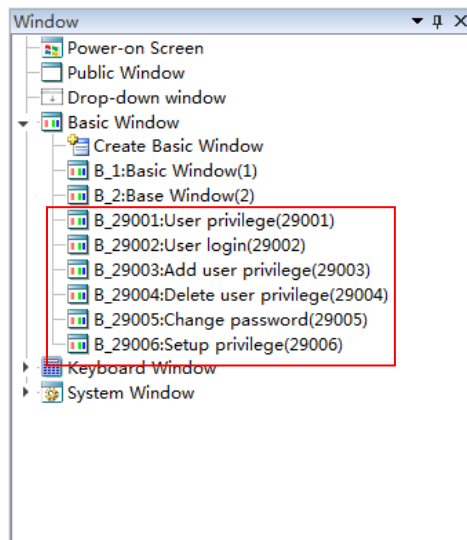 Window
Power-on Screen
Public Window
Drop-down window
Basic Window
Create Basic Window
B_1:Basic Window(1)
B_2:Base Window(2)
B_29001:User privilege(29001)
B_29002:User login(29002)
B_29003:Add user privilege(29003)
B_29004:Delete user privilege(29004)
B_29005:Change password(29005)
B_29006:Setup privilege(29006)
Keyboard Window
System Window